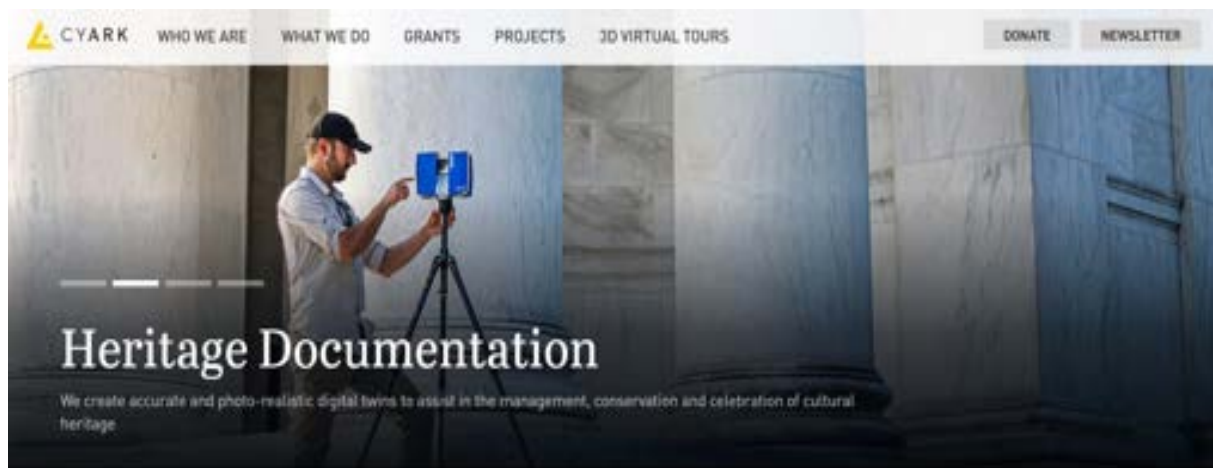 CYARK WHO WE ARE WHAT WE DO GRANTS PROJECTS 3D VIRTUAL TOURS DONATE NEWSLETTER
Heritage Documentation
We create accurate and photo-realistic digital twins to assist in the management, conservation and celebration of cultural
heritage